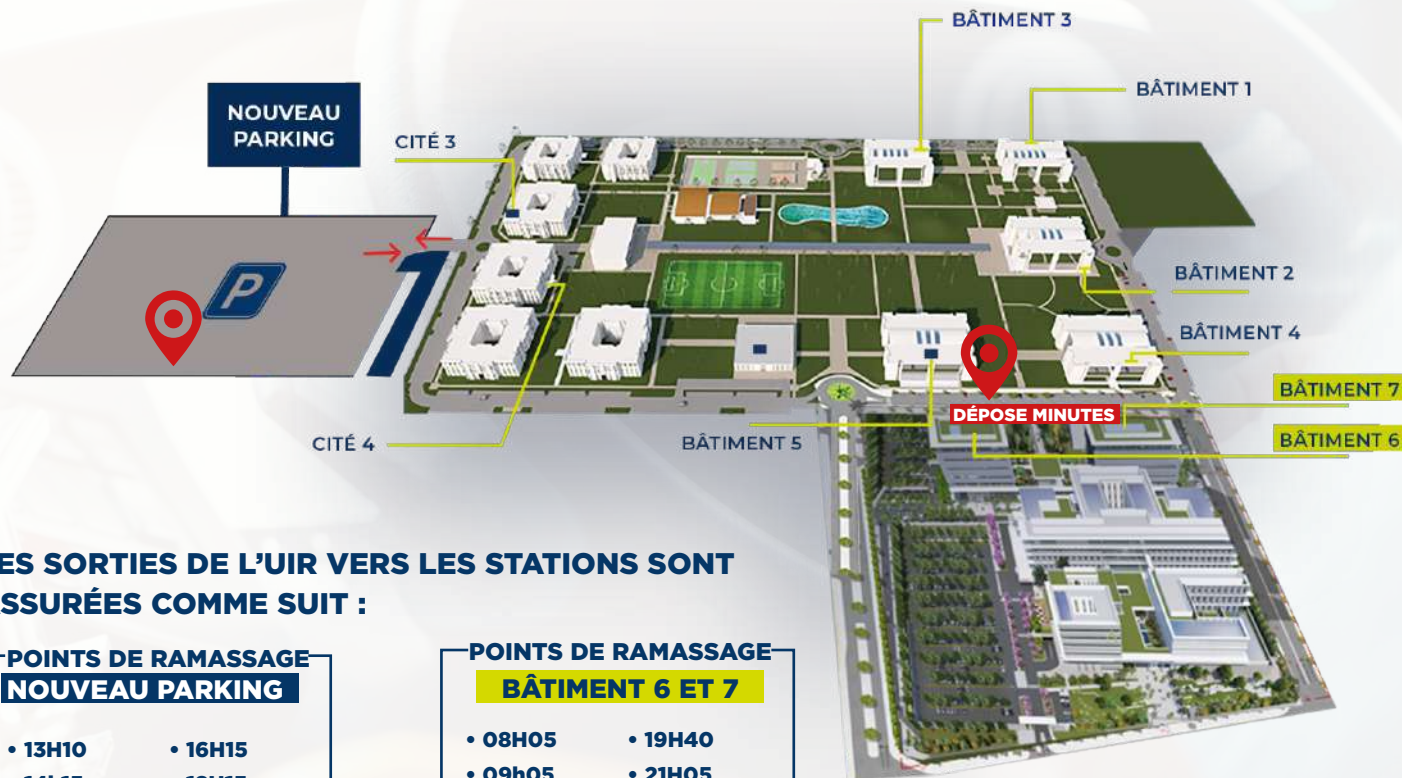 BÂTIMENT 3
BÂTIMENT 1
NOUVEAU
PARKING
CITÉ 3
P
BÂTIMENT 2
BÂTIMENT 4
BÂTIMENT 7
DÉPOSE MINUTES
BÂTIMENT 6
CITÉ 4
BÂTIMENT 5
ES SORTIES DE L'UIR VERS LES STATIONS SONT
SSURÉES COMME SUIT :
POINTS DE RAMASSAGE
NOUVEAU PARKING
• 13H10
• 16H15
POINTS DE RAMASSAGE
BÂTIMENT 6 ET 7
• 08H05
• 19H40
• 09h05
• 21H05